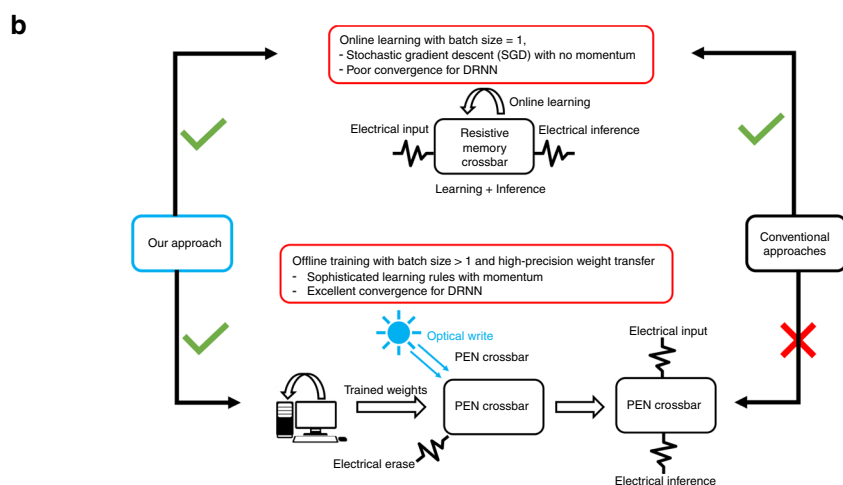 b
Online learning with batch size = 1,
- Stochastic gradient descent (SGD) with no momentum
- Poor convergence for DRNN
Online learning
Electrical input
Resistive
memory
crossbar
Electrical inference
Learning + Inference
Our approach
Conventional
approaches
Offline training with batch size > 1 and high-precision weight transfer
- Sophisticated learning rules with momentum
- Excellent convergence for DRNN
Optical write
PEN crossbar
Electrical input
Trained weights
PEN crossbar
PEN crossbar
Electrical erase
Electrical inference